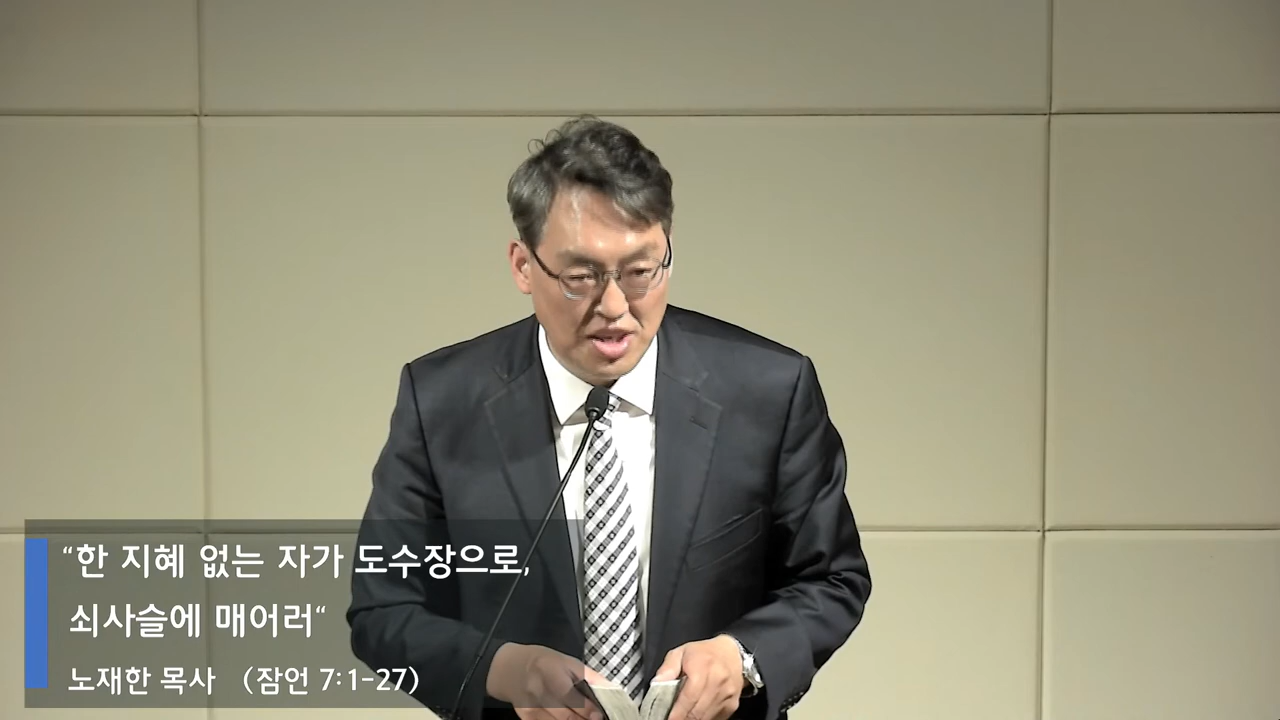 “한 지혜 없는 자가 도수장으로,
쇠사슬에 매어러“
노재한 목사 (잠언 7:1-27)